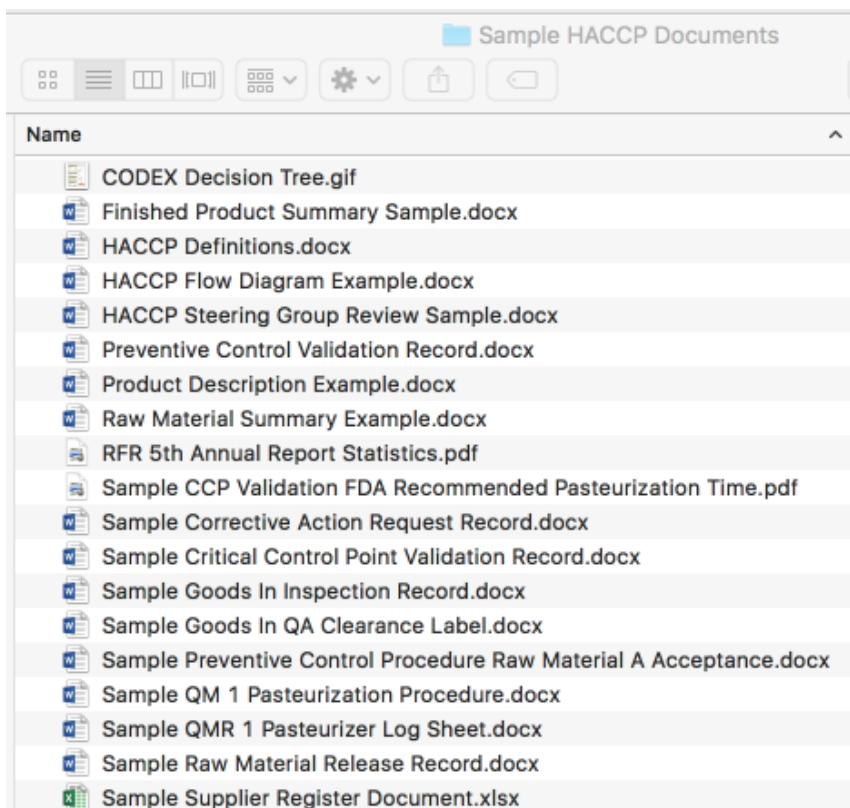 Sample HACCP Documents
Name
CODEX Decision Tree.gif
Finished Product Summary Sample.docx
HACCP Definitions.docx
HACCP Flow Diagram Example.docx
HACCP Steering Group Review Sample.docx
Preventive Control Validation Record.docx
Product Description Example.docx
Raw Material Summary Example.docx
RFR 5th Annual Report Statistics.pdf
Sample CCP Validation FDA Recommended Pasteurization Time.pdf
Sample Corrective Action Request Record.docx
Sample Critical Control Point Validation Record.docx
Sample Goods In Inspection Record.docx
Sample Goods In QA Clearance Label.docx
Sample Preventive Control Procedure Raw Material A Acceptance.docx
Sample QM 1 Pasteurization Procedure.docx
Sample QMR 1 Pasteurizer Log Sheet.docx
Sample Raw Material Release Record.docx
Sample Supplier Register Document.xlsx